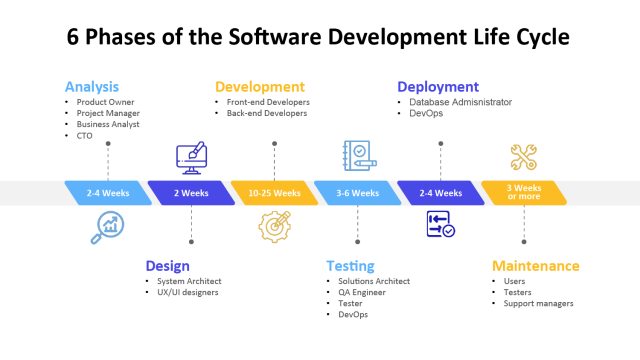 6 Phases of the Software Development Life Cycle
Analysis
• Product Owner
• Project Manager
• Business Analyst
• CTO
Development
• Front-end Developers
• Back-end Developers
Deployment
• Database Admisnistrator
• DevOps
2-4 Weeks
2 Weeks
10-25 Weeks
3-6 Weeks
2-4 Weeks
3 Weeks
or more
Design
• System Architect
• UX/UI designers
Testing
• Solutions Architect
• QA Engineer
• Tester
• DevOps
Maintenance
• Users
• Testers
• Support managers